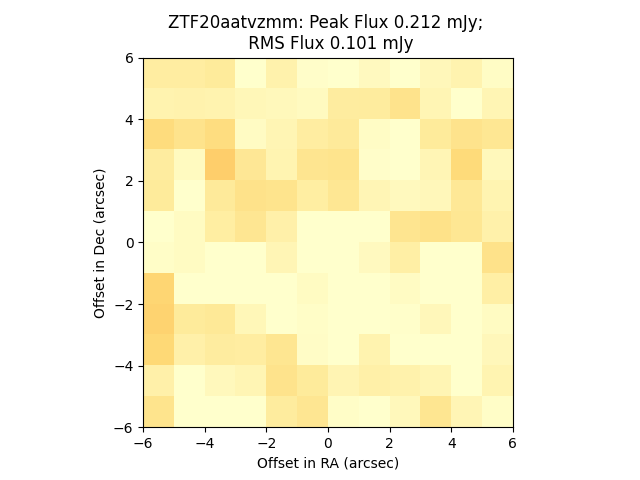 ZTF20aatvzmm: Peak Flux 0.212 mJy;
RMS Flux 0.101 mJy
6
4
2
0
−2
−4
−6
Offset in Dec (arcsec)
−6 −4 −2 0 2 4 6
Offset in RA (arcsec)